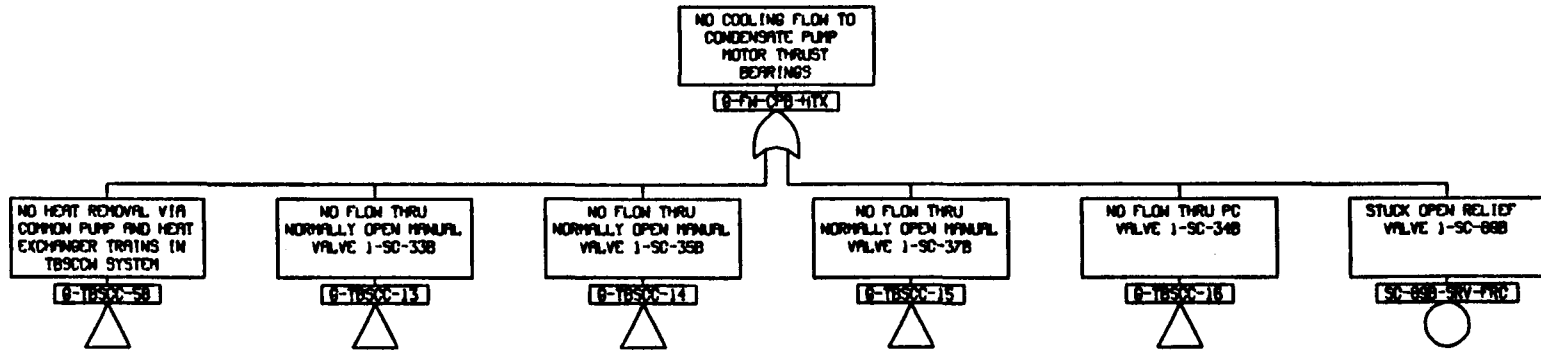 NO COOLING FLOW TO
CONDENSATE PUMP
MOTOR THRUST
BEARINGS
G-FW-CPB-MTX
NO HEAT REMOVAL VIA
COMMON PUMP AND HEAT
EXCHANGER TRAINS IN
TBSCCW SYSTEM
G-TBSCC-5B
NO FLOW THRU
NORMALLY OPEN MANUAL
VALVE 1-SC-33B
G-TBSCC-13
NO FLOW THRU
NORMALLY OPEN MANUAL
VALVE 1-SC-35B
G-TBSCC-14
NO FLOW THRU
NORMALLY OPEN MANUAL
VALVE 1-SC-37B
G-TBSCC-15
NO FLOW THRU PC
VALVE 1-SC-34B
G-TBSCC-16
STUCK OPEN RELIEF
VALVE 1-SC-89B
SC-89B-SRV-FRC